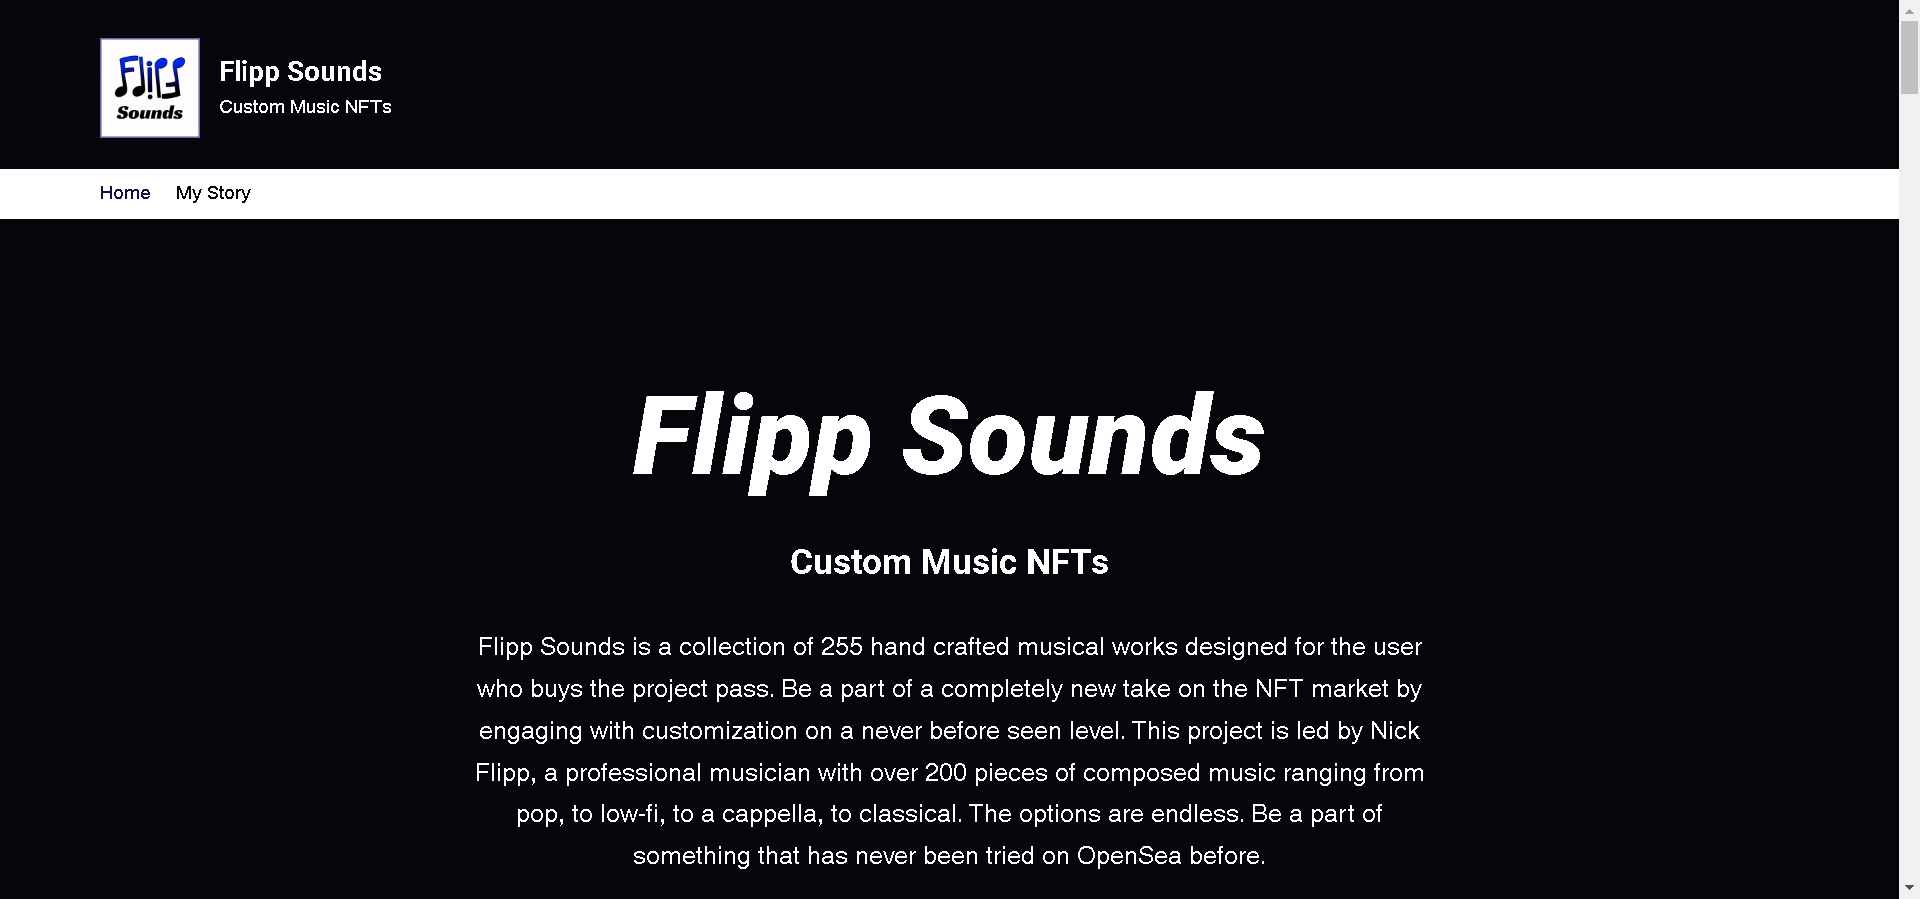 Flipp
Sounds
Flipp Sounds
Custom Music NFTs
Home My Story
Flipp Sounds
Custom Music NFTs
Flipp Sounds is a collection of 255 hand crafted musical works designed for the user
who buys the project pass. Be a part of a completely new take on the NFT market by
engaging with customization on a never before seen level. This project is led by Nick
Flipp, a professional musician with over 200 pieces of composed music ranging from
pop, to low-fi, to a cappella, to classical. The options are endless. Be a part of
something that has never been tried on OpenSea before.